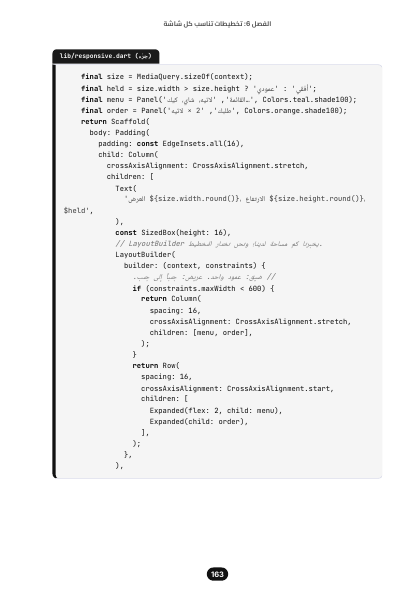 الفصل 6: تخطيطات تناسب كل شاشة
lib/responsive.dart (جزء)
final size = MediaQuery.sizeOf(context);
final held = size.width > size.height ? 'أفقي' : 'عمودي';
final menu = Panel('القائمة', 'لاتيه، شاي، كيك…', Colors.teal.shade100);
final order = Panel('طلبك', '2 × لاتيه', Colors.orange.shade100);
return Scaffold(
body: Padding(
padding: const EdgeInsets.all(16),
child: Column(
crossAxisAlignment: CrossAxisAlignment.stretch,
children: [
Text(
'العرض ${size.width.round()}، الارتفاع ${size.height.round()}،
$held',
),
const SizedBox(height: 16),
// LayoutBuilder يخبرنا كم مساحة لدينا؛ ونحن نختار التخطيط.
LayoutBuilder(
builder: (context, constraints) {
// ضيق: عمود واحد. عريض: جنباً إلى جنب.
if (constraints.maxWidth < 600) {
return Column(
spacing: 16,
crossAxisAlignment: CrossAxisAlignment.stretch,
children: [menu, order],
);
}
return Row(
spacing: 16,
crossAxisAlignment: CrossAxisAlignment.start,
children: [
Expanded(flex: 2, child: menu),
Expanded(child: order),
],
);
},
),
163